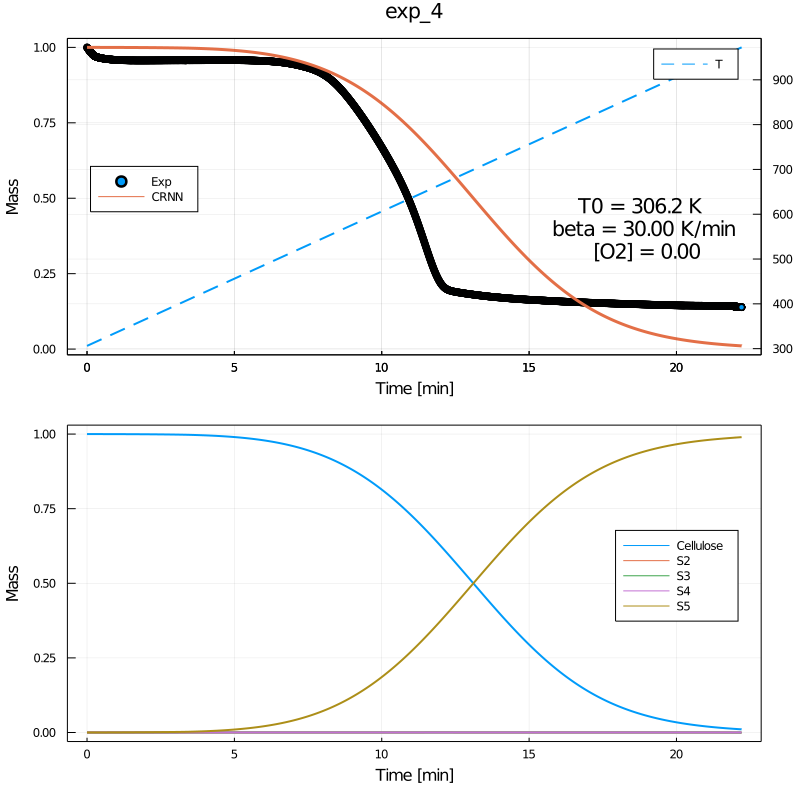 exp_4
1.00
0.75
0.50
0.25
0.00
Mass
900
800
700
600
500
400
300
T
Exp
CRNN
T0 = 306.2 K
beta = 30.00 K/min
[O2] = 0.00
0 5 10 15 20
Time [min]
1.00
0.75
0.50
0.25
0.00
Mass
Cellulose
S2
S3
S4
S5
0 5 10 15 20
Time [min]